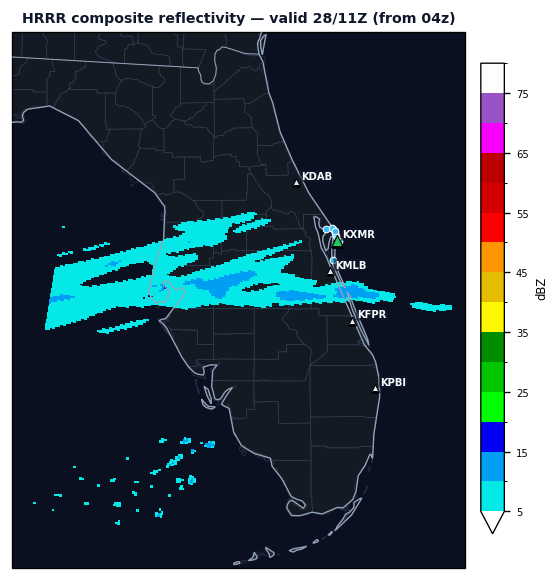 HRRR composite reflectivity — valid 28/11Z (from 04z)
KDAB
KXMR
KMLB
KFPR
KPBI
75
65
55
45
35
25
15
5
dBZ